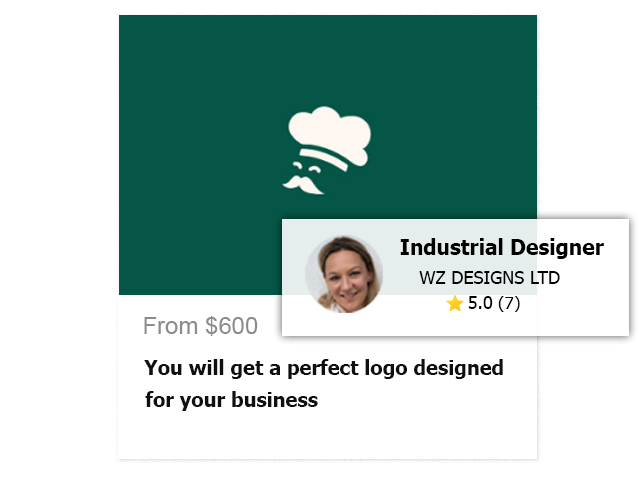 Industrial Designer
WZ DESIGNS LTD
5.0 (7)
From $600
You will get a perfect logo designed
for your business